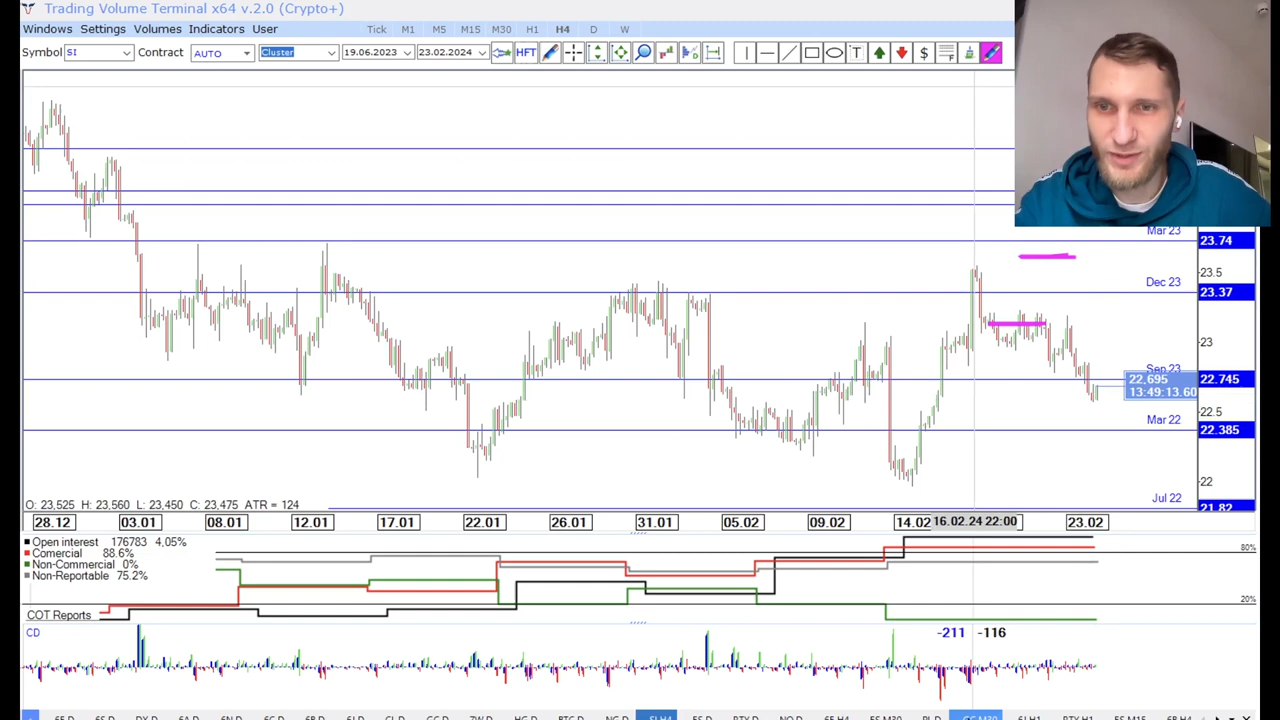 Trading Volume Terminal x64 v.2.0 (Crypto+)
Windows Settings Volumes Indicators User Tick M1 M5 M15 M30 H1 H4 D W
Symbol SI Contract AUTO Cluster 19.06.2023 23.02.2024 HFT T $
Mar 23 23.74
23.5
Dec 23 23.37
23
Sep 23 22.745
22.695
13:49:13.60
22.5
Mar 22 22.385
22
Jul 22 21.82
O: 23,525 H: 23,560 L: 23,450 C: 23,475 ATR = 124
28.12 03.01 08.01 12.01 17.01 22.01 26.01 31.01 05.02 09.02 14.02 16.02.24 22:00 23.02
Open interest 176783 4,05%
Comercial 88.6%
Non-Commercial 0%
Non-Reportable 75.2%
80%
20%
COT Reports
CD -211 -116